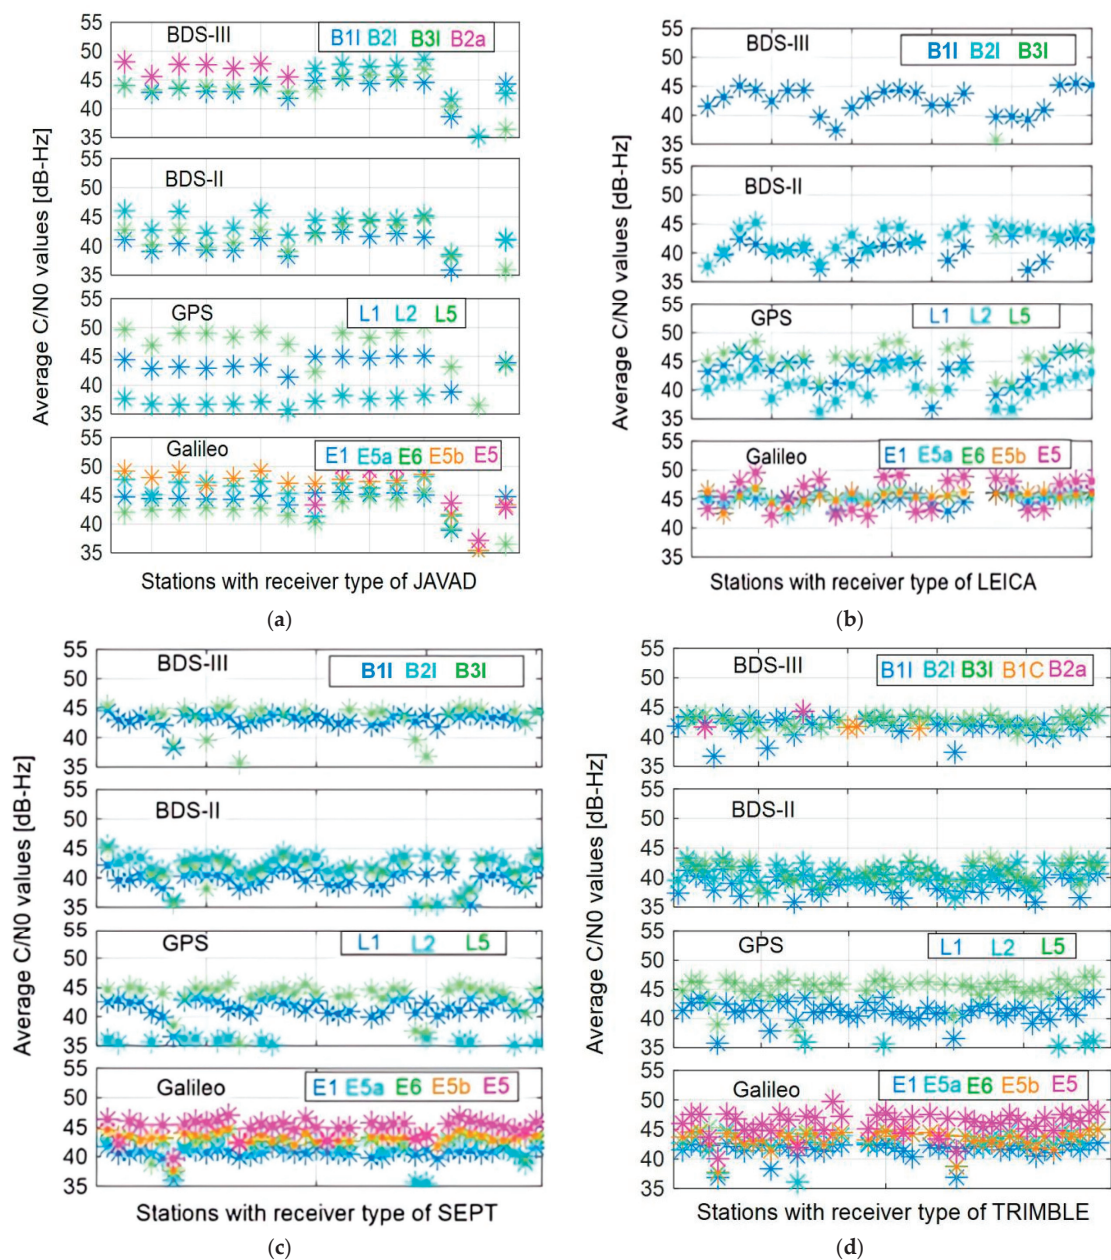 Average C/N0 values [dB-Hz]
55
50
45
40
35
BDS-III
B1I B2I B3I B2a
55
50
45
40
35
BDS-II
55
50
45
40
35
GPS
L1 L2 L5
55
50
45
40
35
Galileo
E1 E5a E6 E5b E5
Stations with receiver type of JAVAD
(a)
Average C/N0 values [dB-Hz]
55
50
45
40
35
BDS-III
B1I B2I B3I
55
50
45
40
35
BDS-II
55
50
45
40
35
GPS
L1 L2 L5
55
50
45
40
35
Galileo
E1 E5a E6 E5b E5
Stations with receiver type of LEICA
(b)
Average C/N0 values [dB-Hz]
55
50
45
40
35
BDS-III
B1I B2I B3I
55
50
45
40
35
BDS-II
55
50
45
40
35
GPS
L1 L2 L5
55
50
45
40
35
Galileo
E1 E5a E6 E5b E5
Stations with receiver type of SEPT
(c)
Average C/N0 values [dB-Hz]
55
50
45
40
35
BDS-III
B1I B2I B3I B1C B2a
55
50
45
40
35
BDS-II
55
50
45
40
35
GPS
L1 L2 L5
55
50
45
40
35
Galileo
E1 E5a E6 E5b E5
Stations with receiver type of TRIMBLE
(d)